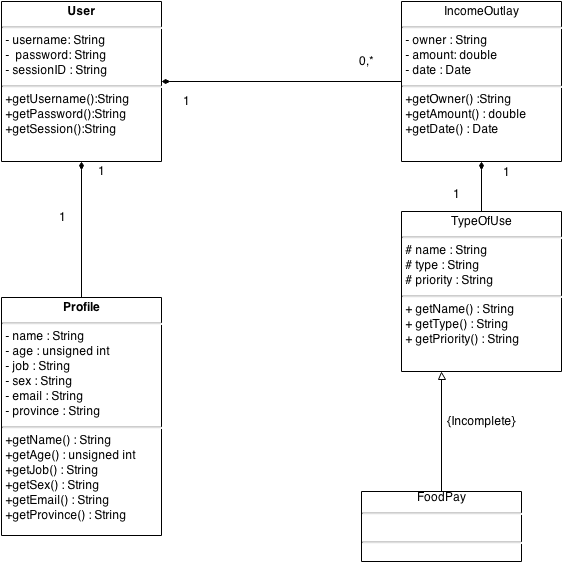 User
- username: String
- password: String
- sessionID : String
+getUsername():String
+getPassword():String
+getSession():String
IncomeOutlay
- owner : String
- amount: double
- date : Date
+getOwner() :String
+getAmount() : double
+getDate() : Date
0,*
1
1
1
1
1
TypeOfUse
# name : String
# type : String
# priority : String
+ getName() : String
+ getType() : String
+ getPriority() : String
Profile
- name : String
- age : unsigned int
- job : String
- sex : String
- email : String
- province : String
+getName() : String
+getAge() : unsigned int
+getJob() : String
+getSex() : String
+getEmail() : String
+getProvince() : String
{Incomplete}
FoodPay